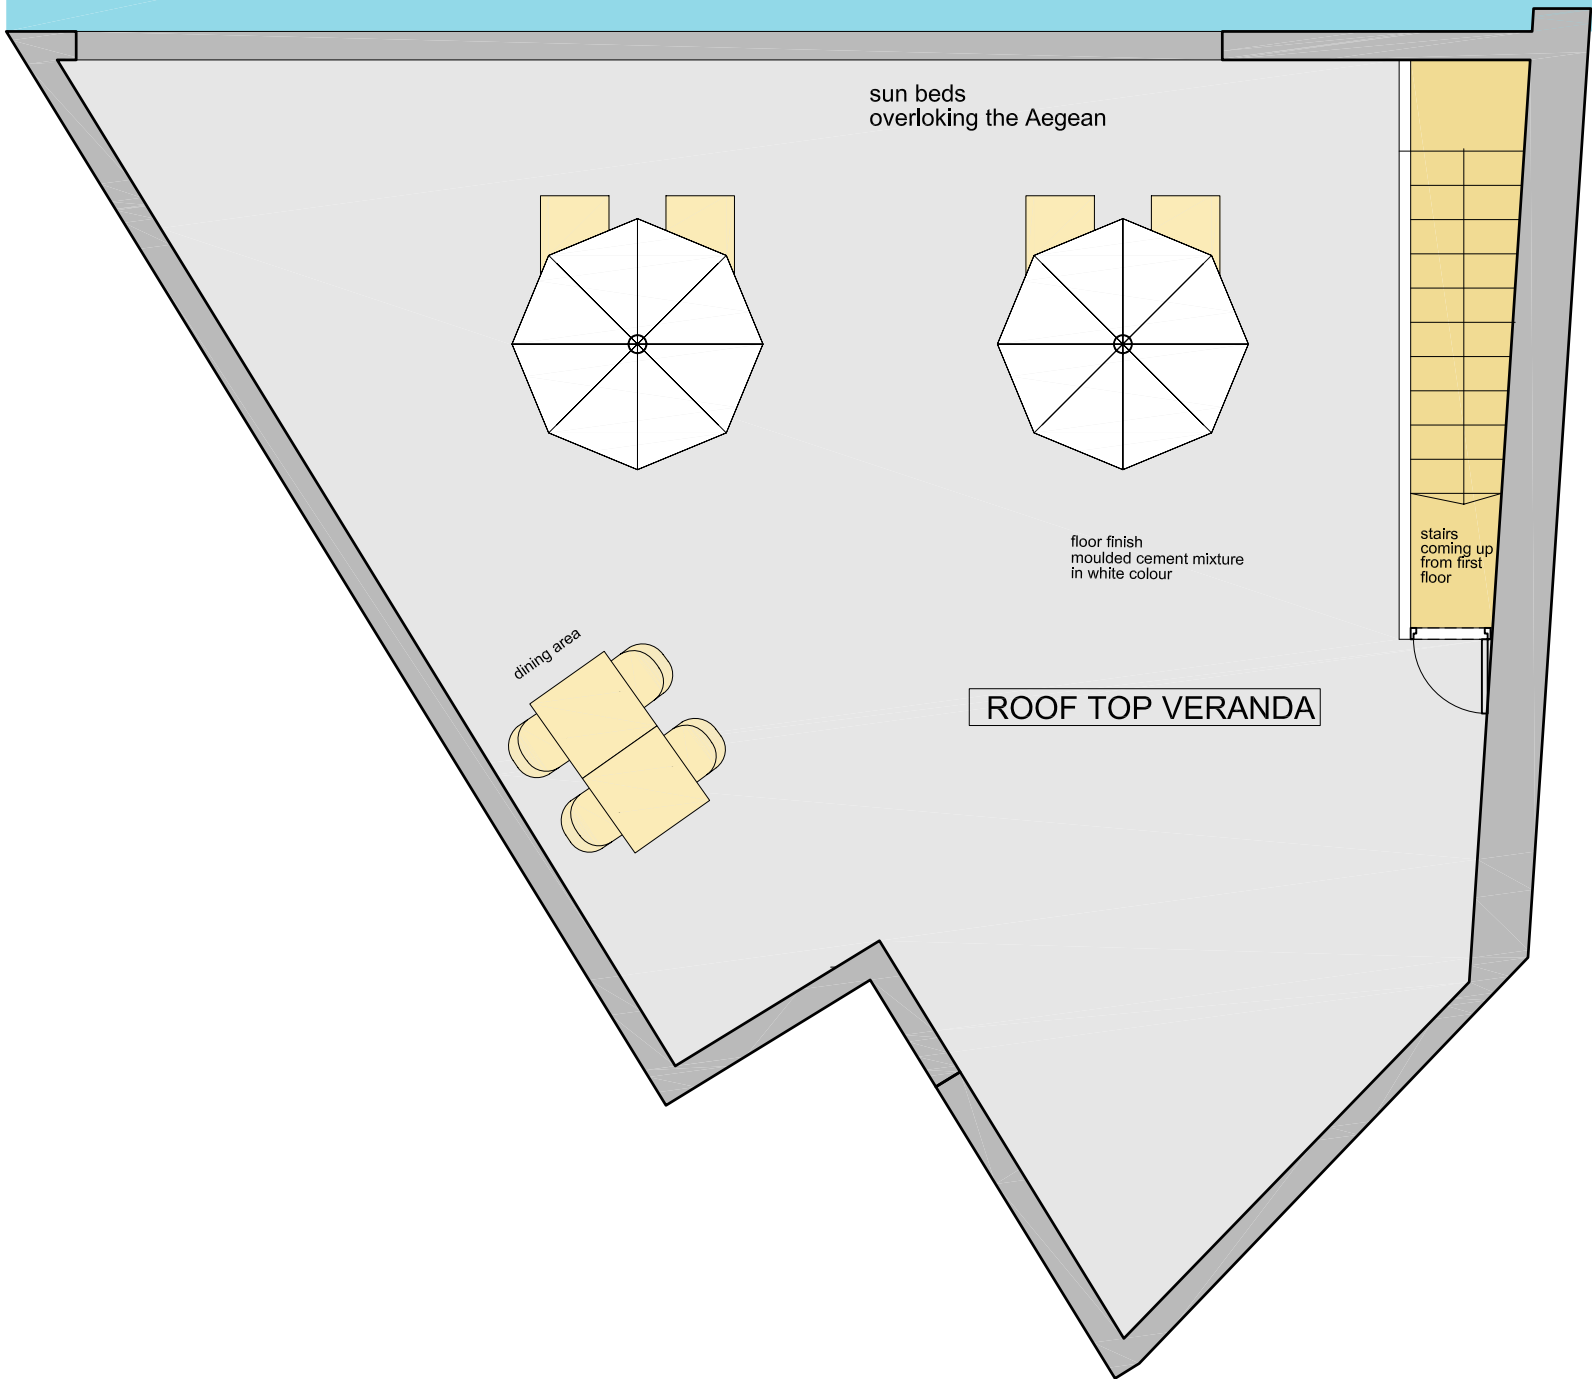 sun beds
overloking the Aegean
floor finish
moulded cement mixture
in white colour
stairs
coming up
from first
floor
dining area
ROOF TOP VERANDA